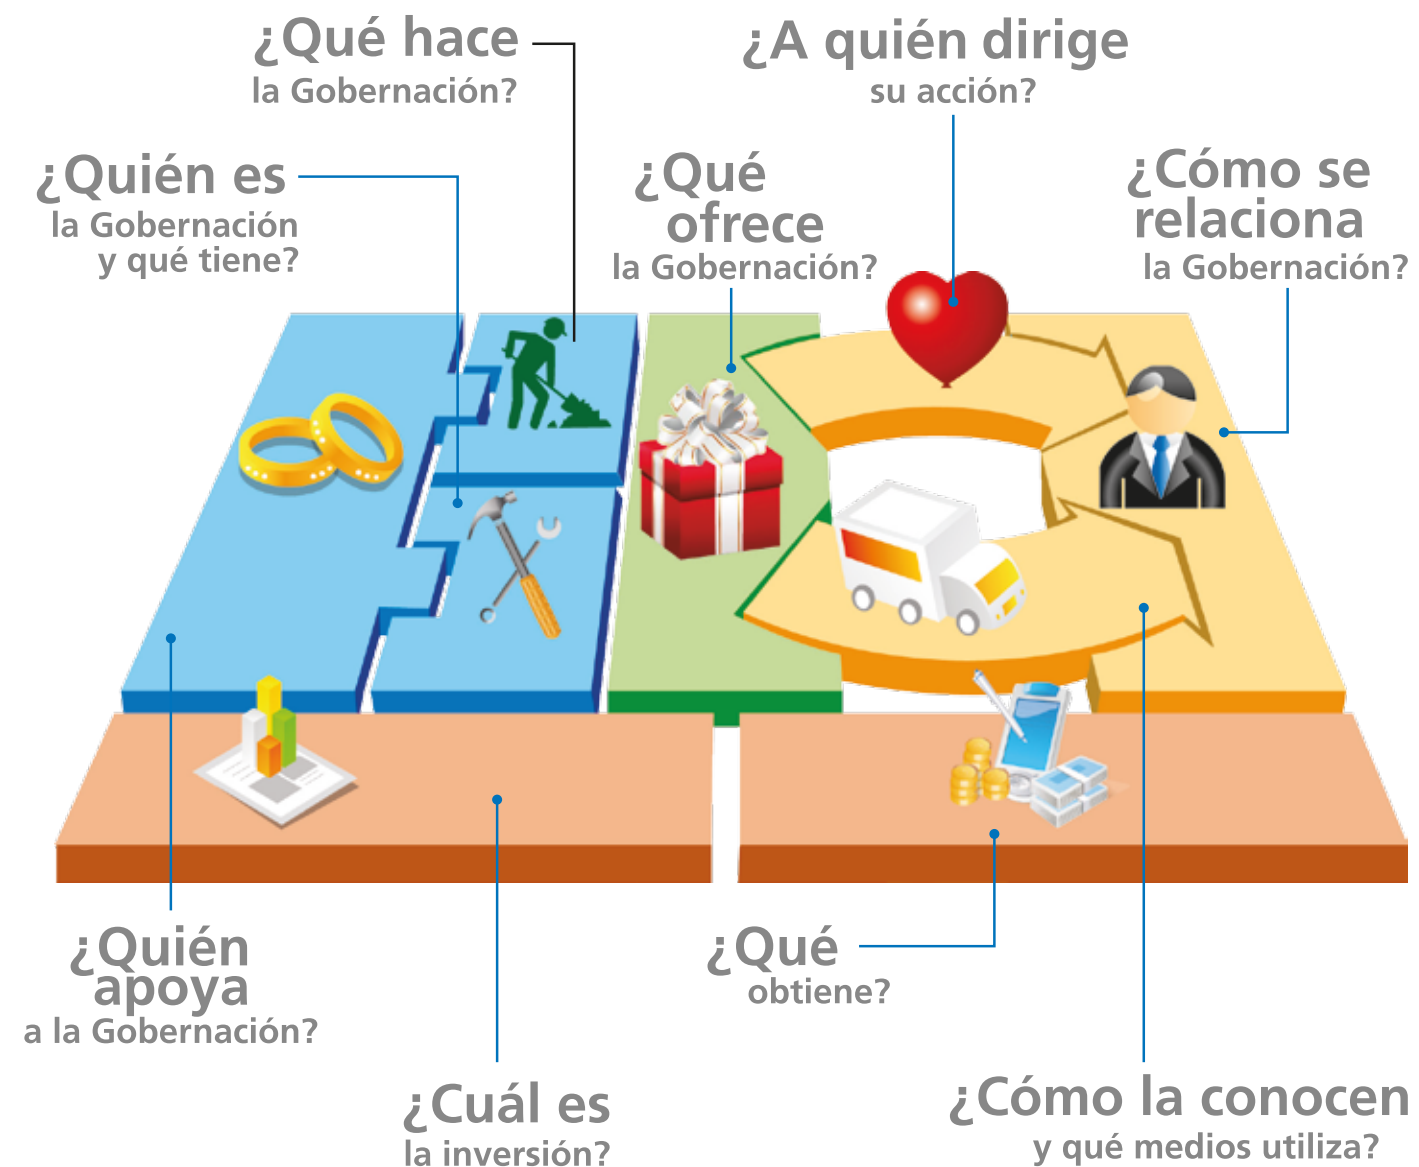 ¿Qué hace
la Gobernación?
¿A quién dirige
su acción?
¿Quién es
la Gobernación
y qué tiene?
¿Qué
ofrece
la Gobernación?
¿Cómo se
relaciona
la Gobernación?
¿Quién
apoya
a la Gobernación?
¿Qué
obtiene?
¿Cuál es
la inversión?
¿Cómo la conocen
y qué medios utiliza?